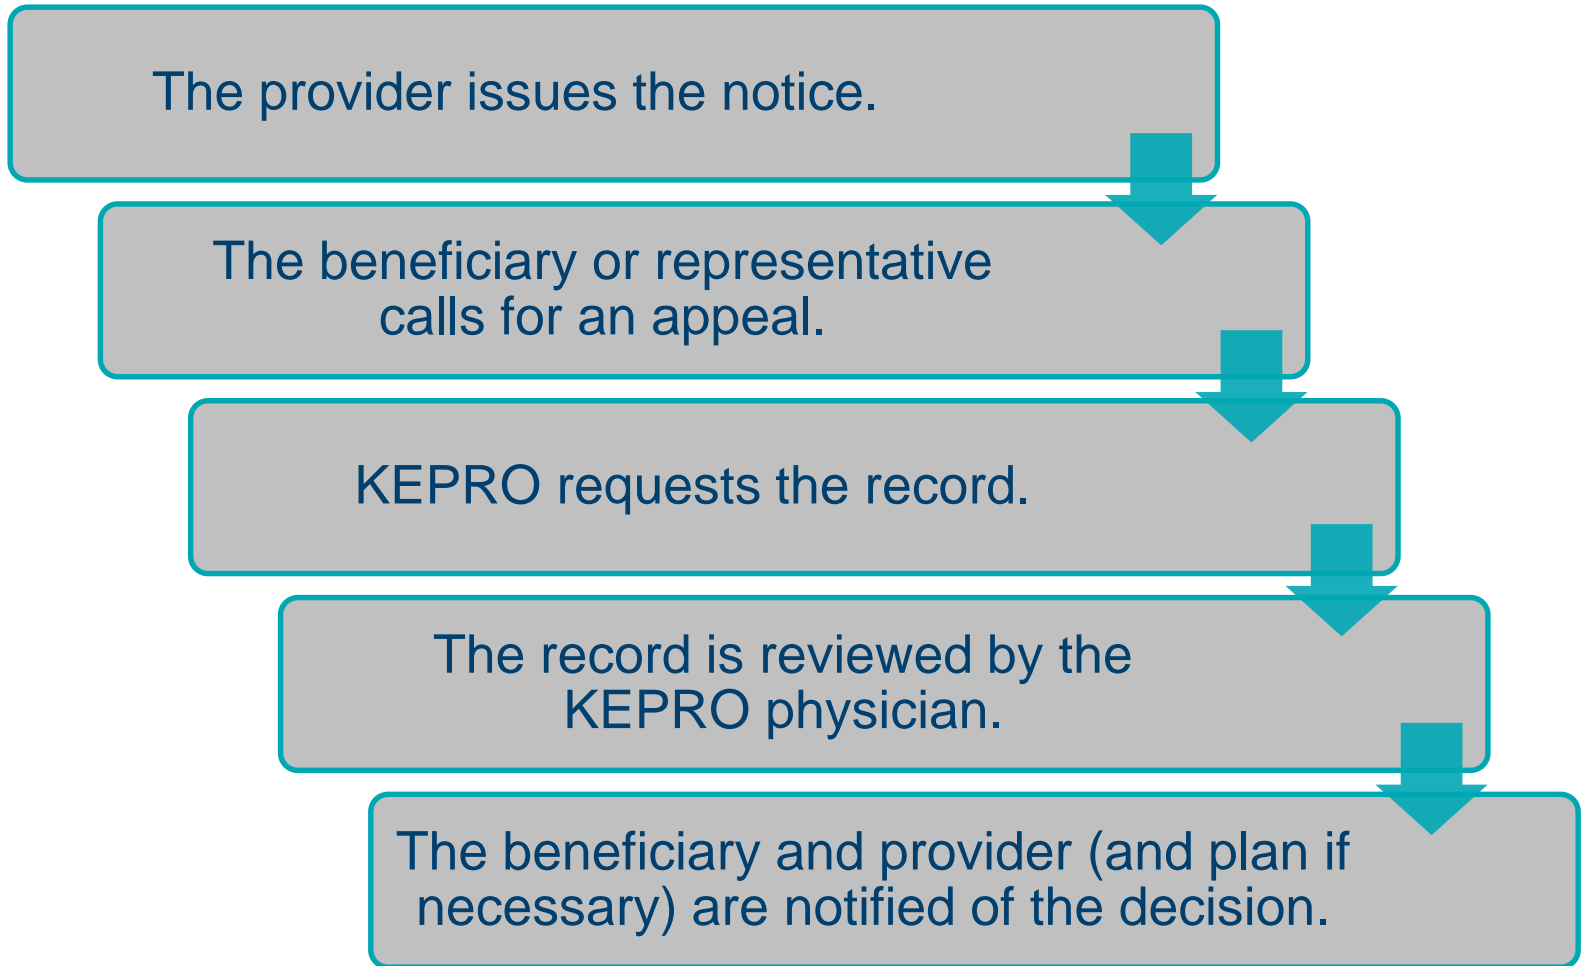 The provider issues the notice.
The beneficiary or representative
calls for an appeal.
KEPRO requests the record.
The record is reviewed by the
KEPRO physician.
The beneficiary and provider (and plan if
necessary) are notified of the decision.